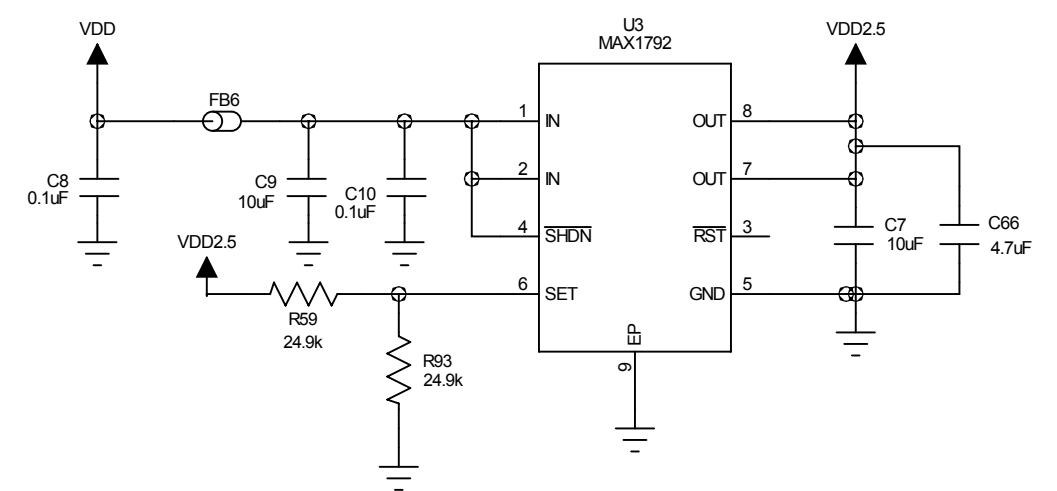 VDD
U3
MAX1792
VDD2.5
FB6
1
IN
OUT
8
C8
0.1uF
C9
10uF
C10
0.1uF
2
IN
OUT
7
4
SHDN
RST
3
C7
10uF
C66
4.7uF
VDD2.5
6
SET
GND
5
R59
24.9k
EP
9
R93
24.9k